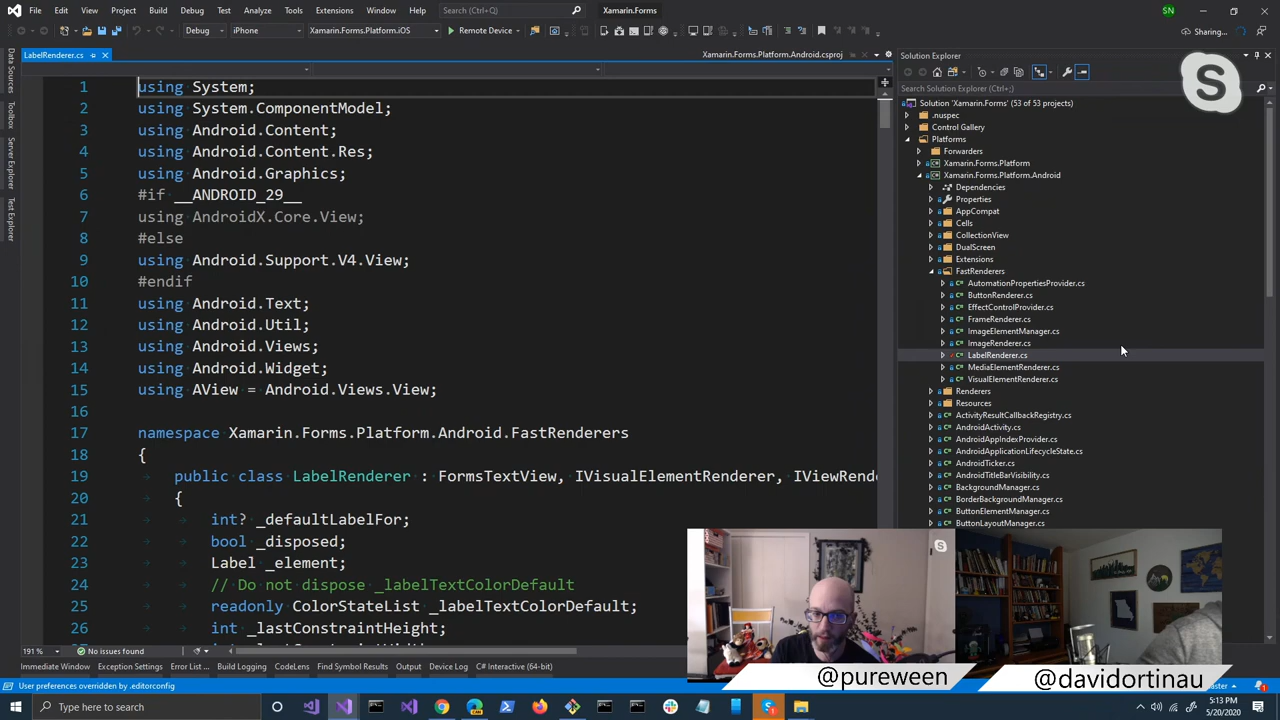 File Edit View Project Build Debug Test Analyze Tools Extensions Window Help Search (Ctrl+Q) Xamarin.Forms SN
Debug iPhone Xamarin.Forms.Platform.iOS Remote Device Sharing...
LabelRenderer.cs Xamarin.Forms.Platform.Android.csproj
Data Sources
Toolbox
Server Explorer
Test Explorer
1 using System;
2 using System.ComponentModel;
3 using Android.Content;
4 using Android.Content.Res;
5 using Android.Graphics;
6 #if __ANDROID_29__
7 using AndroidX.Core.View;
8 #else
9 using Android.Support.V4.View;
10 #endif
11 using Android.Text;
12 using Android.Util;
13 using Android.Views;
14 using Android.Widget;
15 using AView = Android.Views.View;
16
17 namespace Xamarin.Forms.Platform.Android.FastRenderers
18 {
19 public class LabelRenderer : FormsTextView, IVisualElementRenderer, IViewRende
20 {
21 int? _defaultLabelFor;
22 bool _disposed;
23 Label _element;
24 // Do not dispose _labelTextColorDefault
25 readonly ColorStateList _labelTextColorDefault;
26 int _lastConstraintHeight;
191 % No issues found
Solution Explorer
Search Solution Explorer (Ctrl+;)
Solution 'Xamarin.Forms' (53 of 53 projects)
.nuspec
Control Gallery
Platforms
Forwarders
Xamarin.Forms.Platform
Xamarin.Forms.Platform.Android
Dependencies
Properties
AppCompat
Cells
CollectionView
DualScreen
Extensions
FastRenderers
AutomationPropertiesProvider.cs
ButtonRenderer.cs
EffectControlProvider.cs
FrameRenderer.cs
ImageElementManager.cs
ImageRenderer.cs
LabelRenderer.cs
MediaElementRenderer.cs
VisualElementRenderer.cs
Renderers
Resources
ActivityResultCallbackRegistry.cs
AndroidActivity.cs
AndroidAppIndexProvider.cs
AndroidApplicationLifecycleState.cs
AndroidTicker.cs
AndroidTitleBarVisibility.cs
BackgroundManager.cs
BorderBackgroundManager.cs
ButtonElementManager.cs
ButtonLayoutManager.cs
@pureween
@davidortinau
Immediate Window Exception Settings Error List ... Build Logging CodeLens Find Symbol Results Output Device Log C# Interactive (64-bit)
User preferences overridden by .editorconfig master 1
Type here to search
5:13 PM
5/20/2020